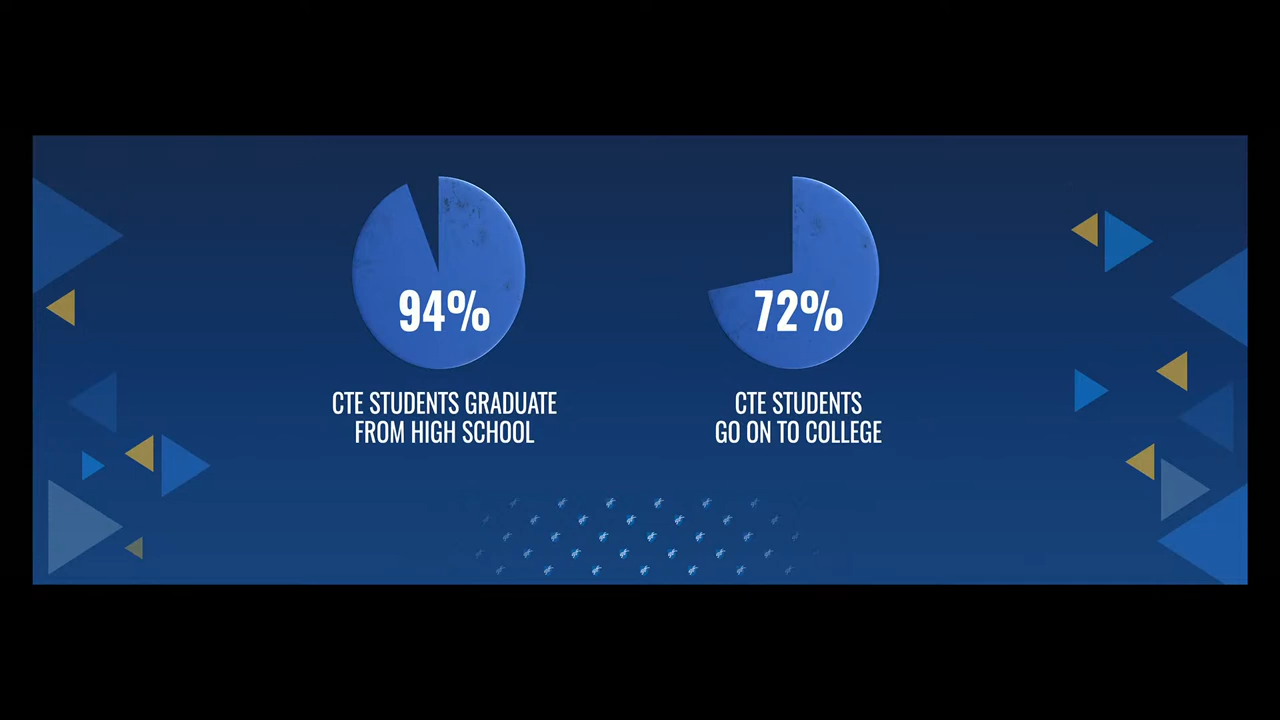 94%
CTE STUDENTS GRADUATE
FROM HIGH SCHOOL
72%
CTE STUDENTS
GO ON TO COLLEGE